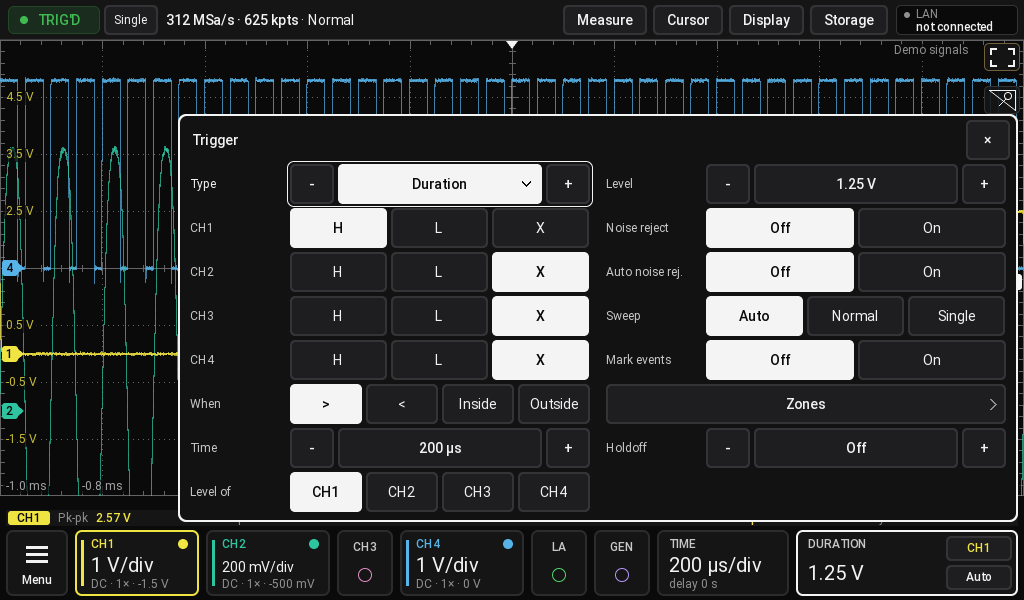 TRIG'D Single 312 MSa/s · 625 kpts · Normal Measure Cursor Display Storage LAN
not connected
Demo signals
4.5 V
3.5 V
2.5 V
4
0.5 V
1
-0.5 V
2
-1.5 V
-1.0 ms -0.8 ms
Trigger ×
Type - Duration + Level - 1.25 V +
CH1 H L X Noise reject Off On
CH2 H L X Auto noise rej. Off On
CH3 H L X Sweep Auto Normal Single
CH4 H L X Mark events Off On
When > < Inside Outside Zones
Time - 200 µs + Holdoff - Off +
Level of CH1 CH2 CH3 CH4
CH1 Pk-pk 2.57 V
Menu
CH1
1 V/div
DC · 1× · -1.5 V
CH2
200 mV/div
DC · 1× · -500 mV
CH3
CH4
1 V/div
DC · 1× · 0 V
LA
GEN
TIME
200 µs/div
delay 0 s
DURATION
1.25 V
CH1
Auto